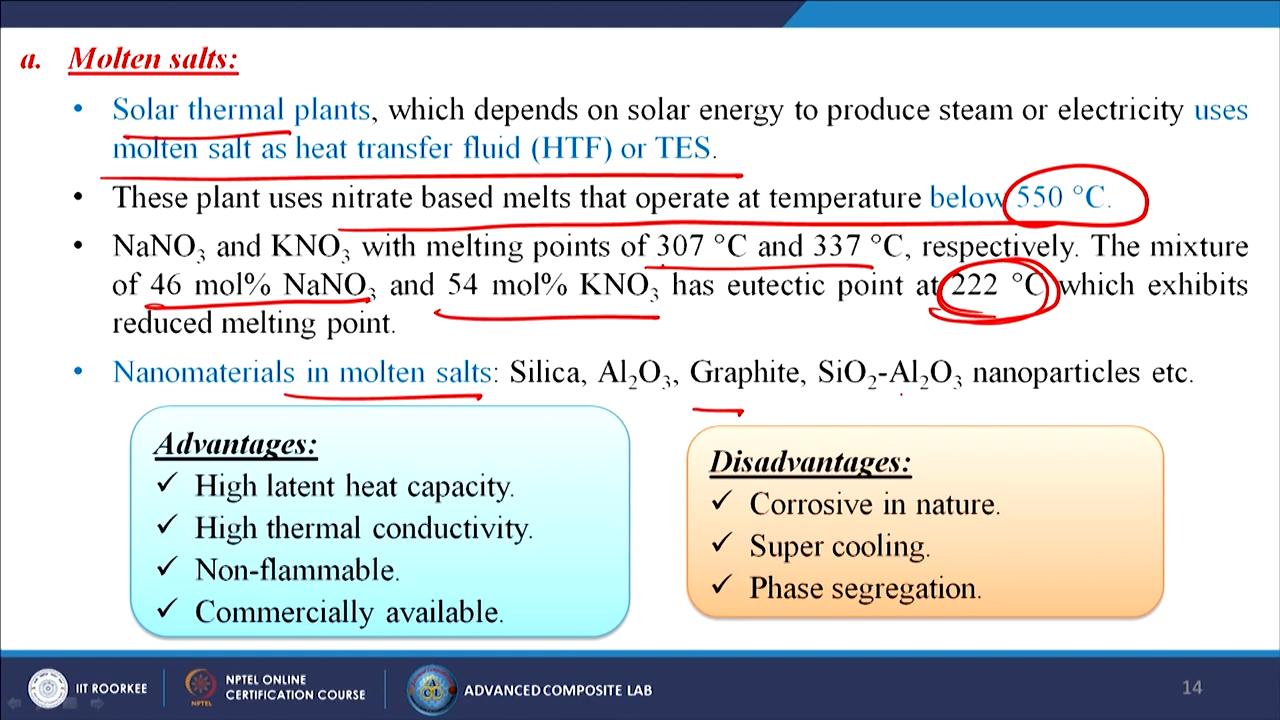 a. Molten salts:
• Solar thermal plants, which depends on solar energy to produce steam or electricity uses
molten salt as heat transfer fluid (HTF) or TES.
• These plant uses nitrate based melts that operate at temperature below 550 °C.
• NaNO₃ and KNO₃ with melting points of 307 °C and 337 °C, respectively. The mixture
of 46 mol% NaNO₃ and 54 mol% KNO₃ has eutectic point at 222 °C which exhibits
reduced melting point.
• Nanomaterials in molten salts: Silica, Al₂O₃, Graphite, SiO₂-Al₂O₃ nanoparticles etc.
Advantages:
✓ High latent heat capacity.
✓ High thermal conductivity.
✓ Non-flammable.
✓ Commercially available.
Disadvantages:
✓ Corrosive in nature.
✓ Super cooling.
✓ Phase segregation.
IIT ROORKEE
NPTEL
NPTEL ONLINE
CERTIFICATION COURSE
ADVANCED COMPOSITE LAB
14